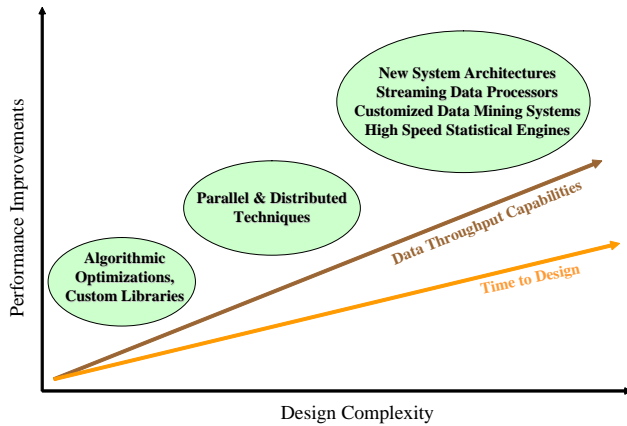 New System Architectures
Streaming Data Processors
Customized Data Mining Systems
High Speed Statistical Engines
Parallel & Distributed
Techniques
Algorithmic
Optimizations,
Custom Libraries
Data Throughput Capabilities
Time to Design
Performance Improvements
Design Complexity